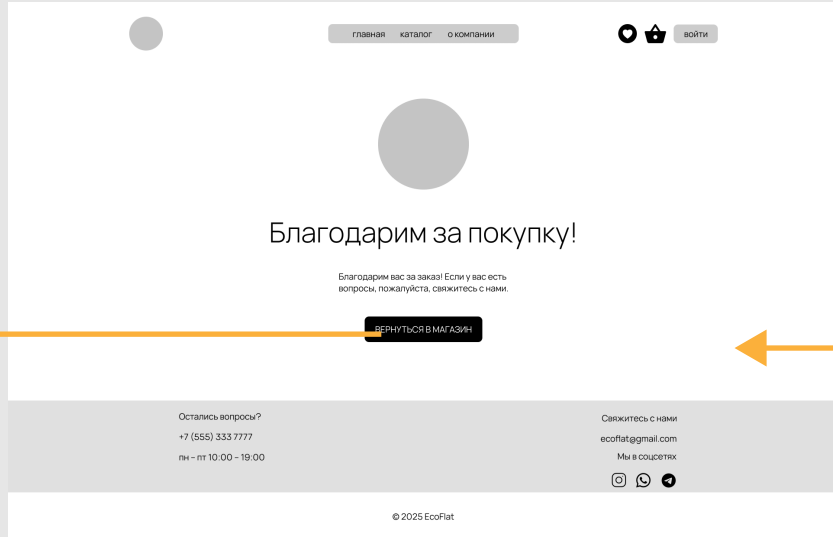 главная каталог о компании войти
Благодарим за покупку!
Благодарим вас за заказ! Если у вас есть
вопросы, пожалуйста, свяжитесь с нами.
ВЕРНУТЬСЯ В МАГАЗИН
Остались вопросы?
+7 (555) 333 7777
пн – пт 10:00 – 19:00
Свяжитесь с нами
ecoflat@gmail.com
Мы в соцсетях
© 2025 EcoFlat